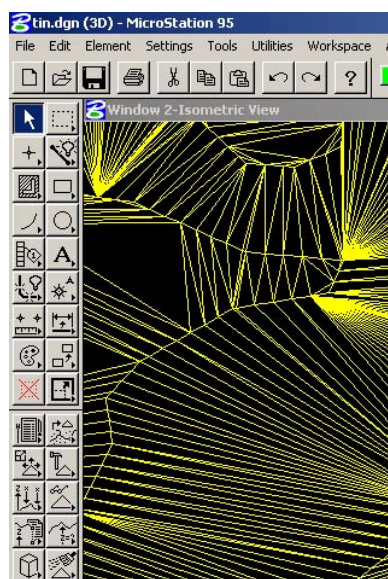 tin.dgn (3D) - MicroStation 95
File Edit Element Settings Tools Utilities Workspace
?
Window 2-Isometric View
A